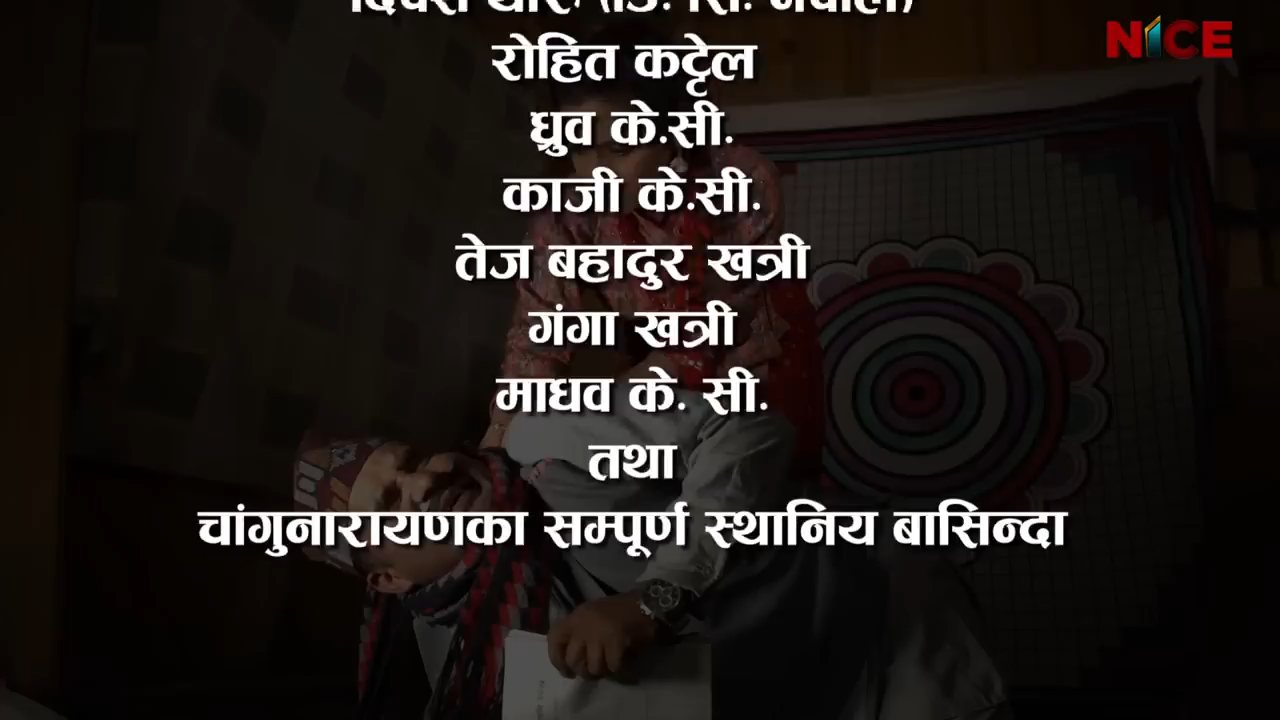 NICE
रोहित कट्टेल
ध्रुव के.सी.
काजी के.सी.
तेज बहादुर खत्री
गंगा खत्री
माधव के. सी.
तथा
चांगुनारायणका सम्पूर्ण स्थानिय बासिन्दा